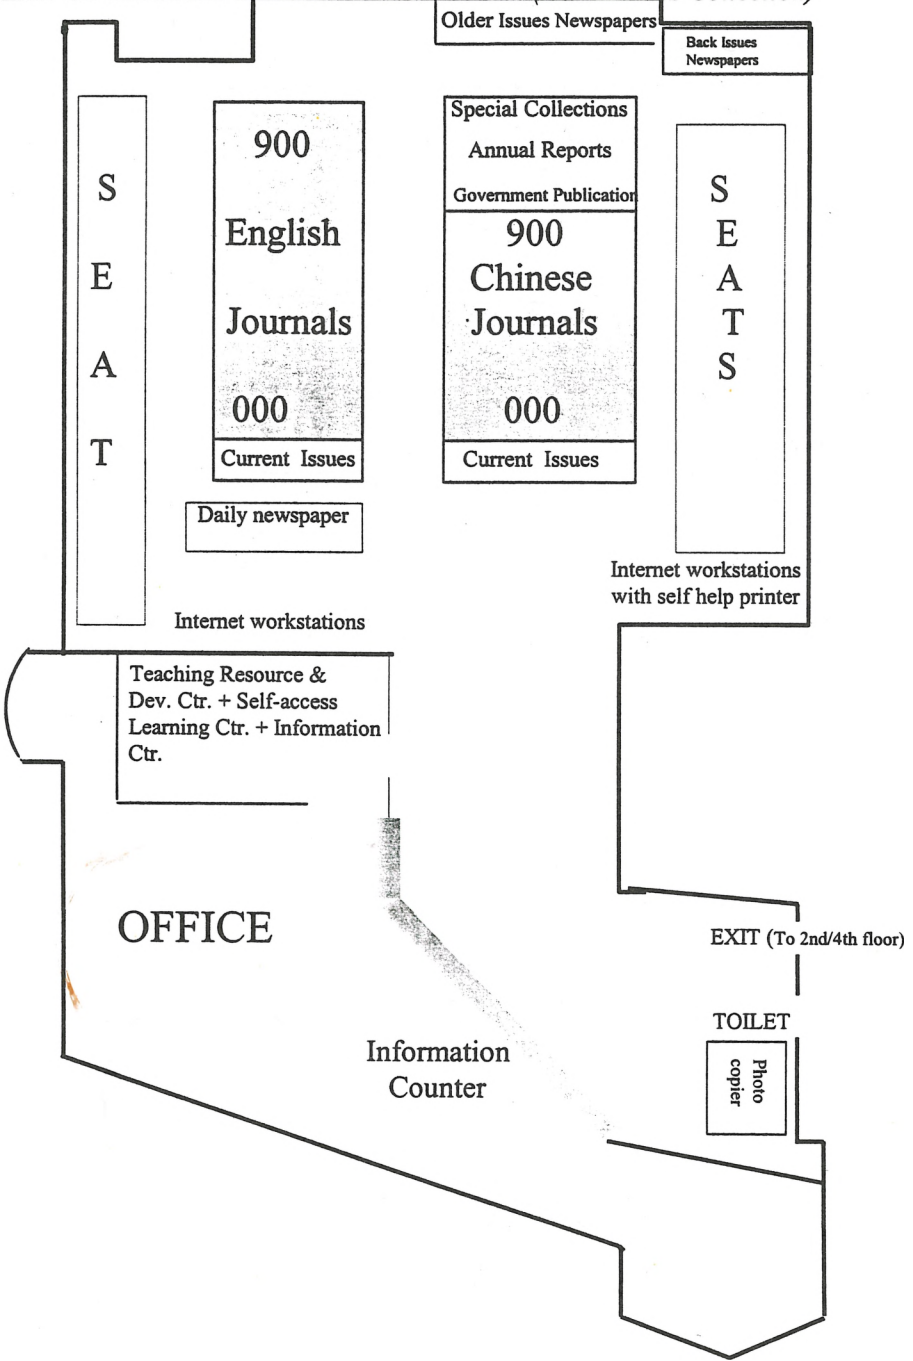 Older Issues Newspapers
Back Issues
Newspapers
S
E
A
T
900
English
Journals
000
Current Issues
Special Collections
Annual Reports
Government Publication
900
Chinese
Journals
000
Current Issues
S
E
A
T
S
Daily newspaper
Internet workstations
with self help printer
Internet workstations
Teaching Resource &
Dev. Ctr. + Self-access
Learning Ctr. + Information
Ctr.
OFFICE
EXIT (To 2nd/4th floor)
TOILET
Photo
copier
Information
Counter